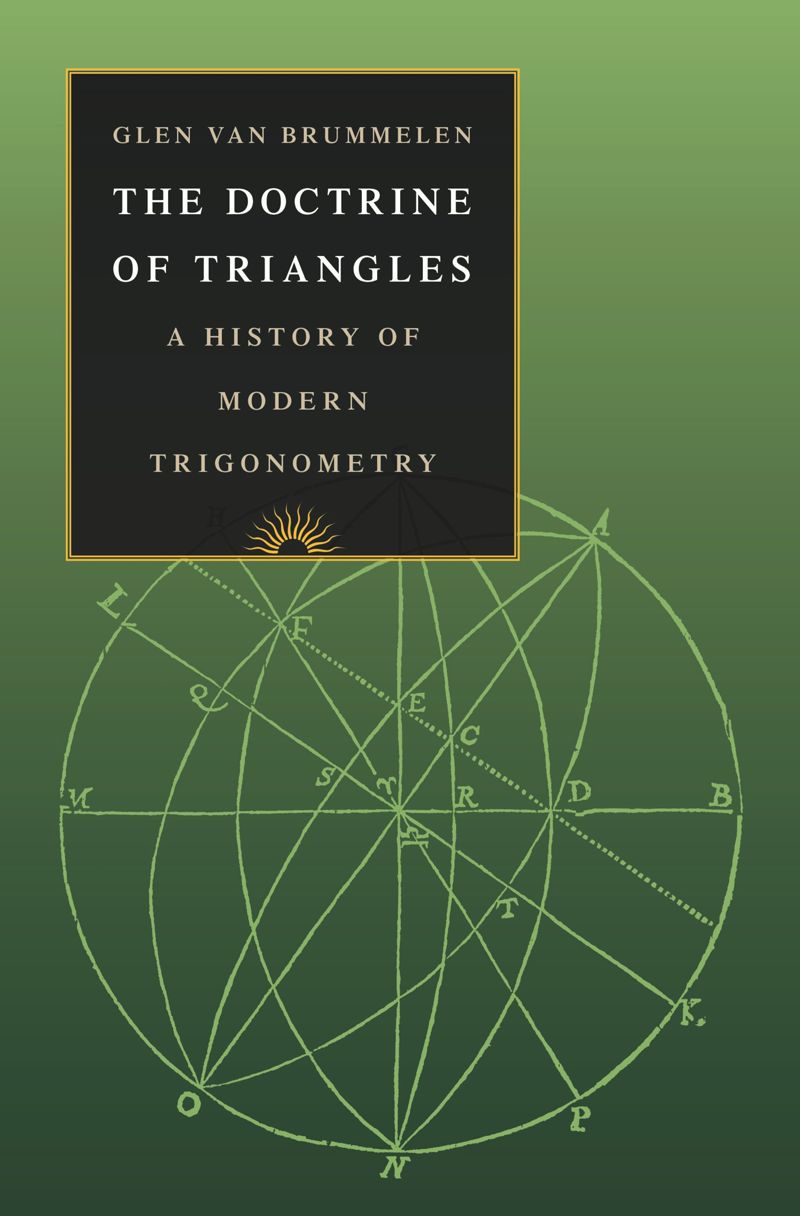 GLEN VAN BRUMMELEN
THE DOCTRINE
OF TRIANGLES
A HISTORY OF
MODERN
TRIGONOMETRY
H
A
L
F
Q
E
C
S
♈
R
D
B
♎
T
K.
O
P
N